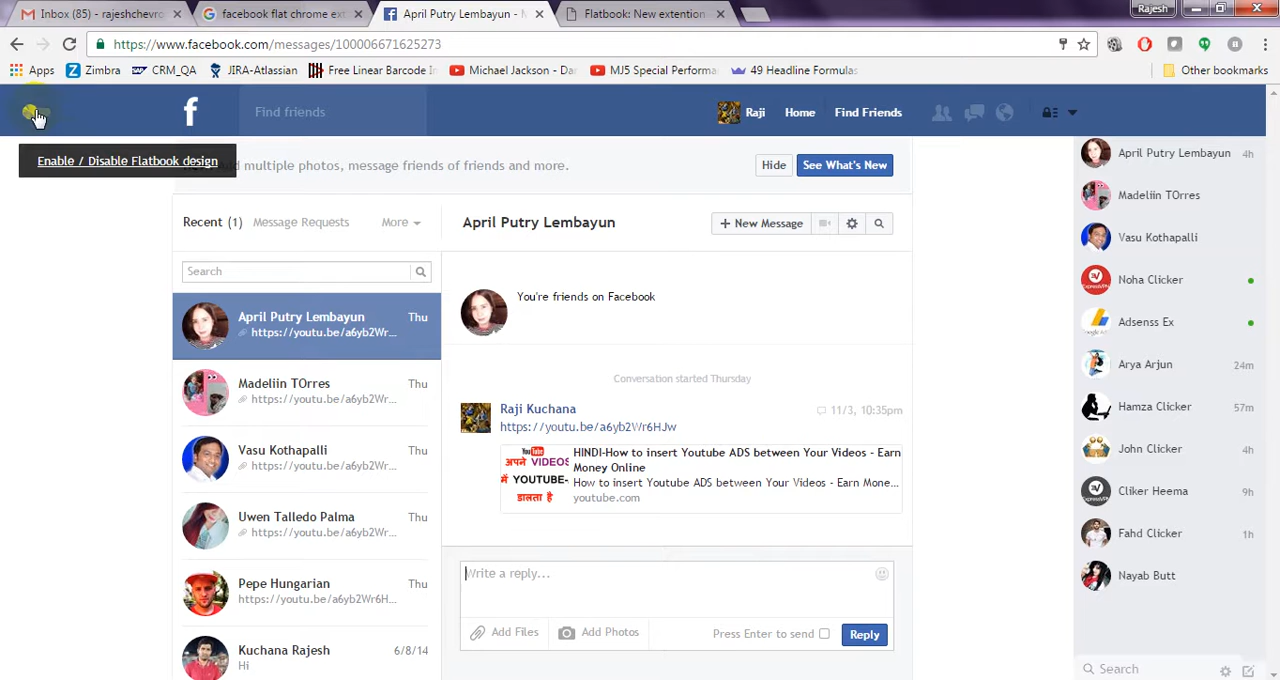 Inbox (85) - rajeshchevro
facebook flat chrome ext
April Putry Lembayun - M
Flatbook: New extention
Rajesh
https://www.facebook.com/messages/100006671625273
Apps
Zimbra
CRM_QA
JIRA-Atlassian
Free Linear Barcode
Michael Jackson - Da
MJ5 Special Performa
49 Headline Formulas
Other bookmarks
f
Find friends
Raji
Home
Find Friends
Enable / Disable Flatbook design
add multiple photos, message friends of friends and more.
Hide
See What's New
Recent (1)
Message Requests
More
April Putry Lembayun
+ New Message
Search
April Putry Lembayun
Thu
https://youtu.be/a6yb2Wr...
Madeliin TOrres
Thu
https://youtu.be/a6yb2Wr...
Vasu Kothapalli
Thu
https://youtu.be/a6yb2Wr...
Uwen Talledo Palma
Thu
https://youtu.be/a6yb2Wr...
Pepe Hungarian
Thu
https://youtu.be/a6yb2Wr6H...
Kuchana Rajesh
6/8/14
Hi
You're friends on Facebook
Conversation started Thursday
Raji Kuchana
11/3, 10:35pm
https://youtu.be/a6yb2Wr6HJw
YouTube
अपने VIDEOS
में YOUTUBE-
डालता है
HINDI-How to insert Youtube ADS between Your Videos - Earn
Money Online
How to insert Youtube ADS between Your Videos - Earn Mone...
youtube.com
Write a reply...
Add Files
Add Photos
Press Enter to send
Reply
April Putry Lembayun
4h
Madeliin TOrres
Vasu Kothapalli
Noha Clicker
Adsenss Ex
Arya Arjun
24m
Hamza Clicker
57m
John Clicker
4h
Cliker Heema
9h
Fahd Clicker
1h
Nayab Butt
Search